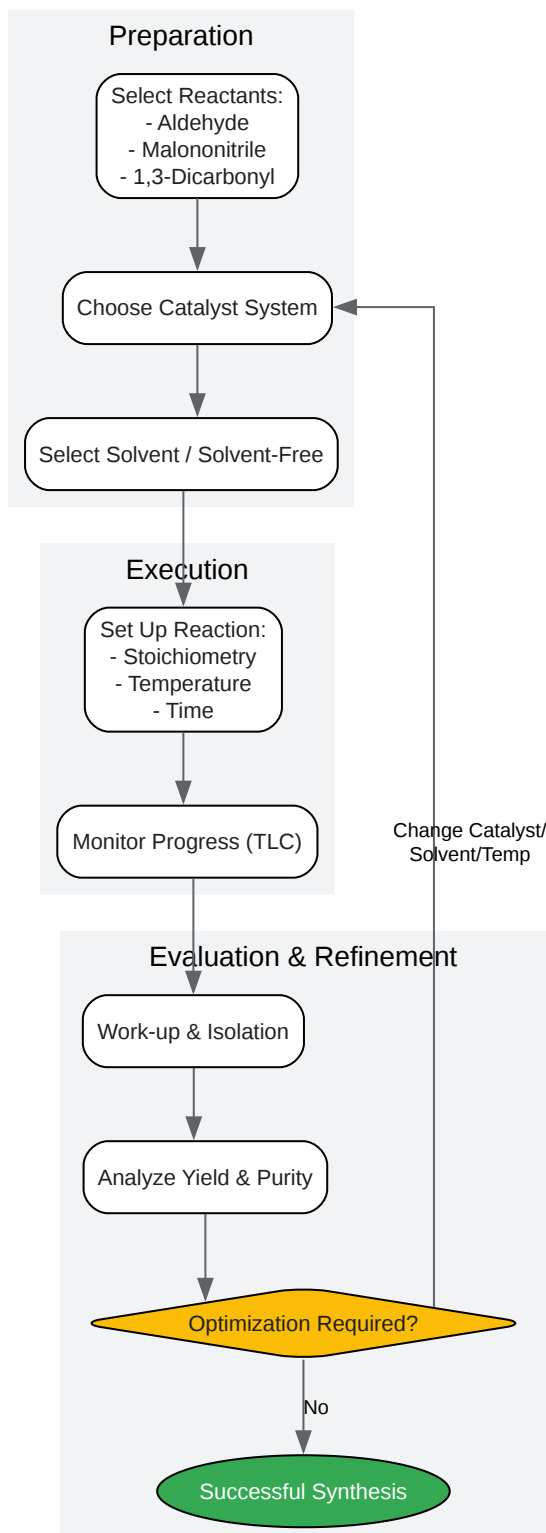 Preparation
Select Reactants:
- Aldehyde
- Malononitrile
- 1,3-Dicarbonyl
Choose Catalyst System
Select Solvent / Solvent-Free
Execution
Set Up Reaction:
- Stoichiometry
- Temperature
- Time
Monitor Progress (TLC)
Change Catalyst/
Solvent/Temp
Evaluation & Refinement
Work-up & Isolation
Analyze Yield & Purity
Optimization Required?
No
Successful Synthesis